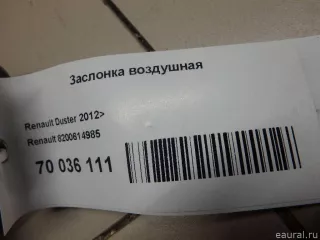 Заслонка воздушная
Renault Duster 2012>
Renault 8200614985
70 036 111
eaural.ru